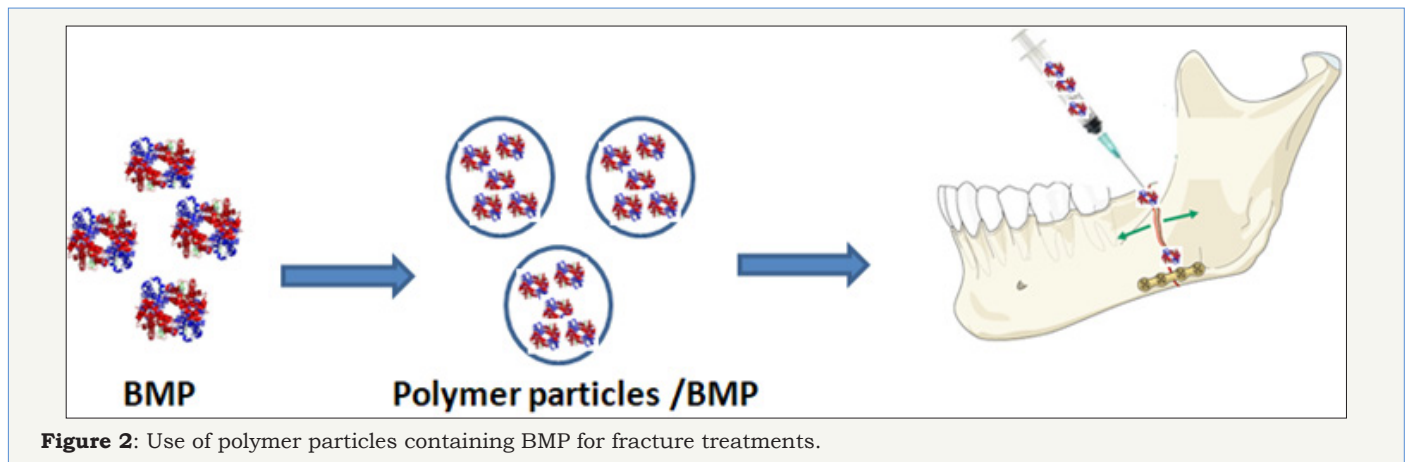 BMP
Polymer particles /BMP
Figure 2: Use of polymer particles containing BMP for fracture treatments.